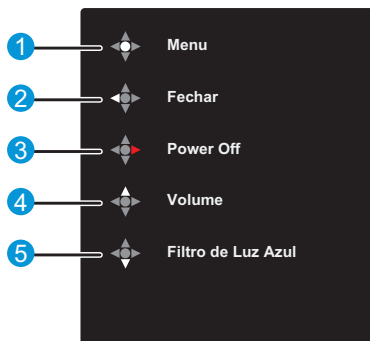 1 Menu
2 Fechar
3 Power Off
4 Volume
5 Filtro de Luz Azul